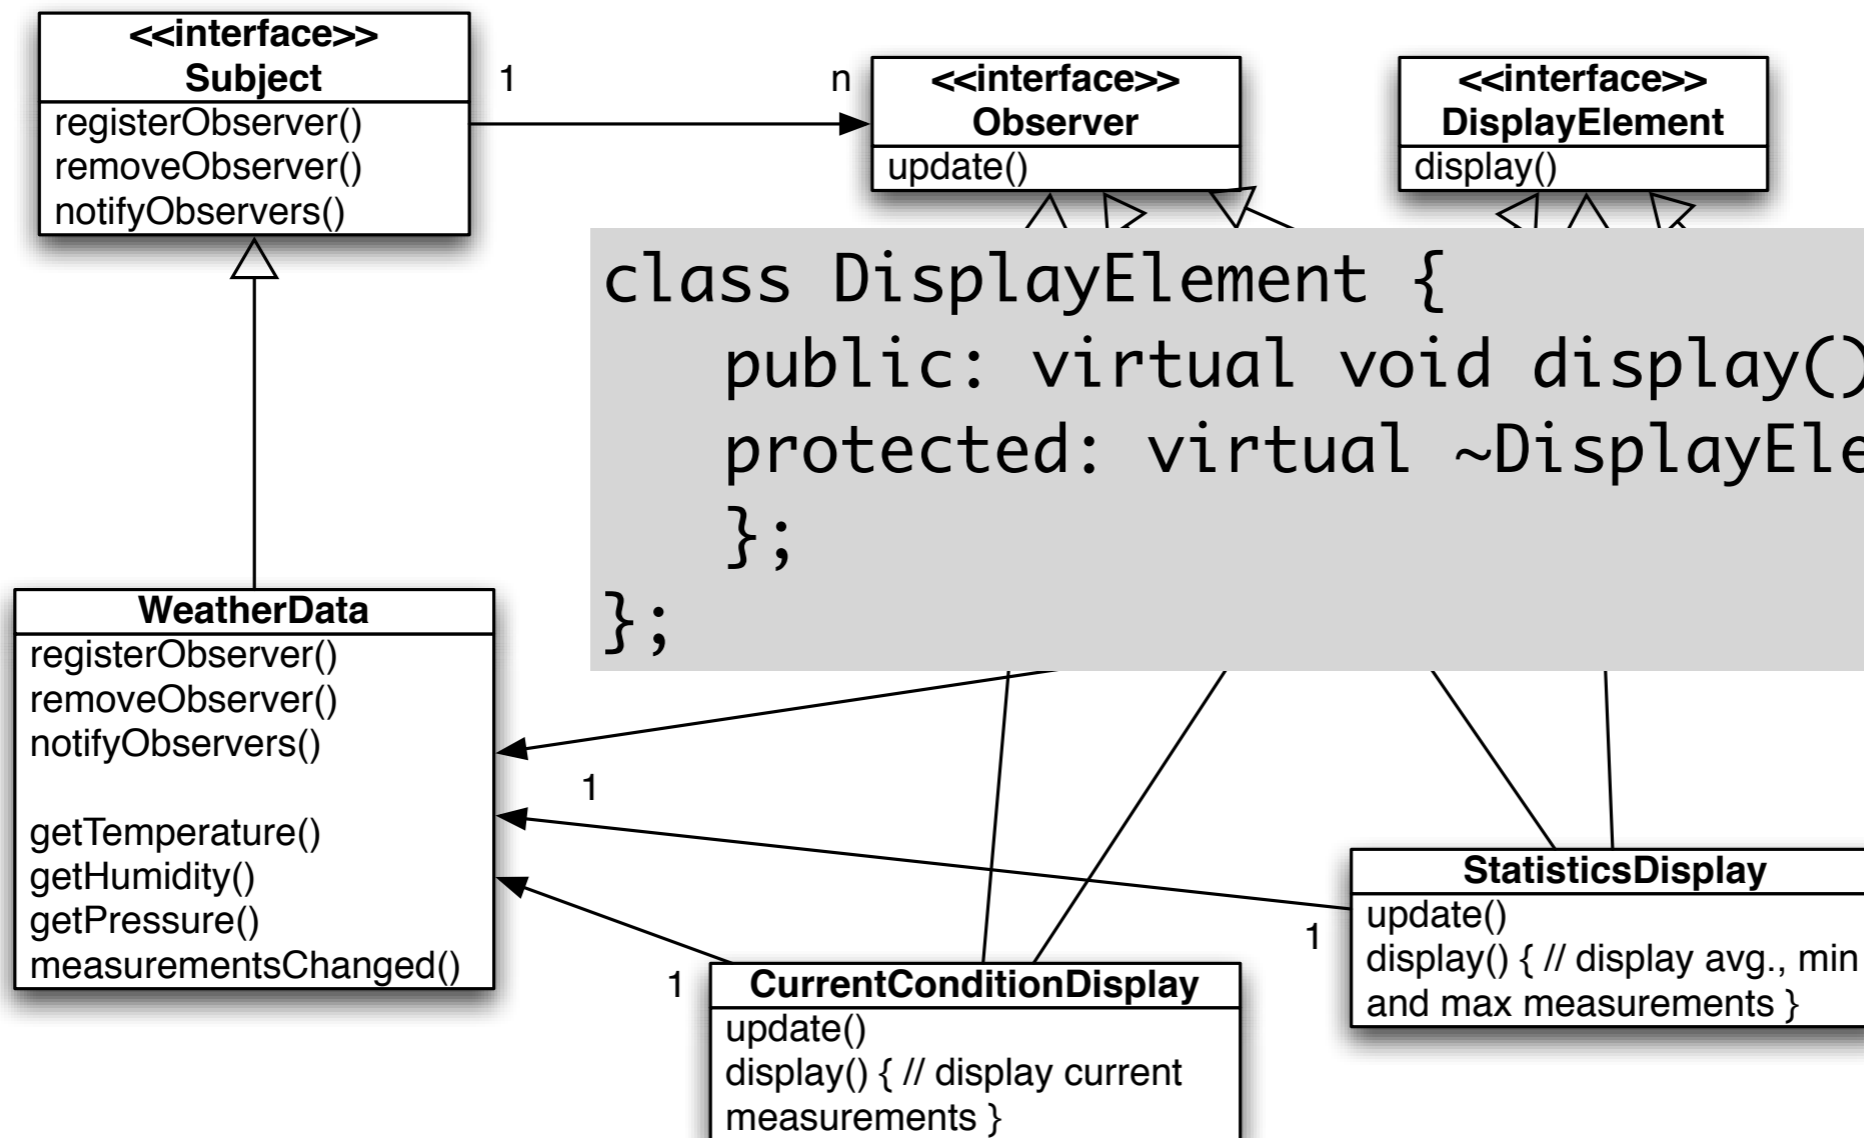 <<interface>>
Subject
registerObserver()
removeObserver()
notifyObservers()
1
n
<<interface>>
Observer
update()
<<interface>>
DisplayElement
display()
class DisplayElement {
public: virtual void display()
protected: virtual
};
};
WeatherData
registerObserver()
removeObserver()
notifyObservers()
getTemperature()
getHumidity()
getPressure()
measurementsChanged()
1
1
CurrentConditionDisplay
update()
display() { // display current
measurements }
1
StatisticsDisplay
update()
display() { // display avg., min
and max measurements }